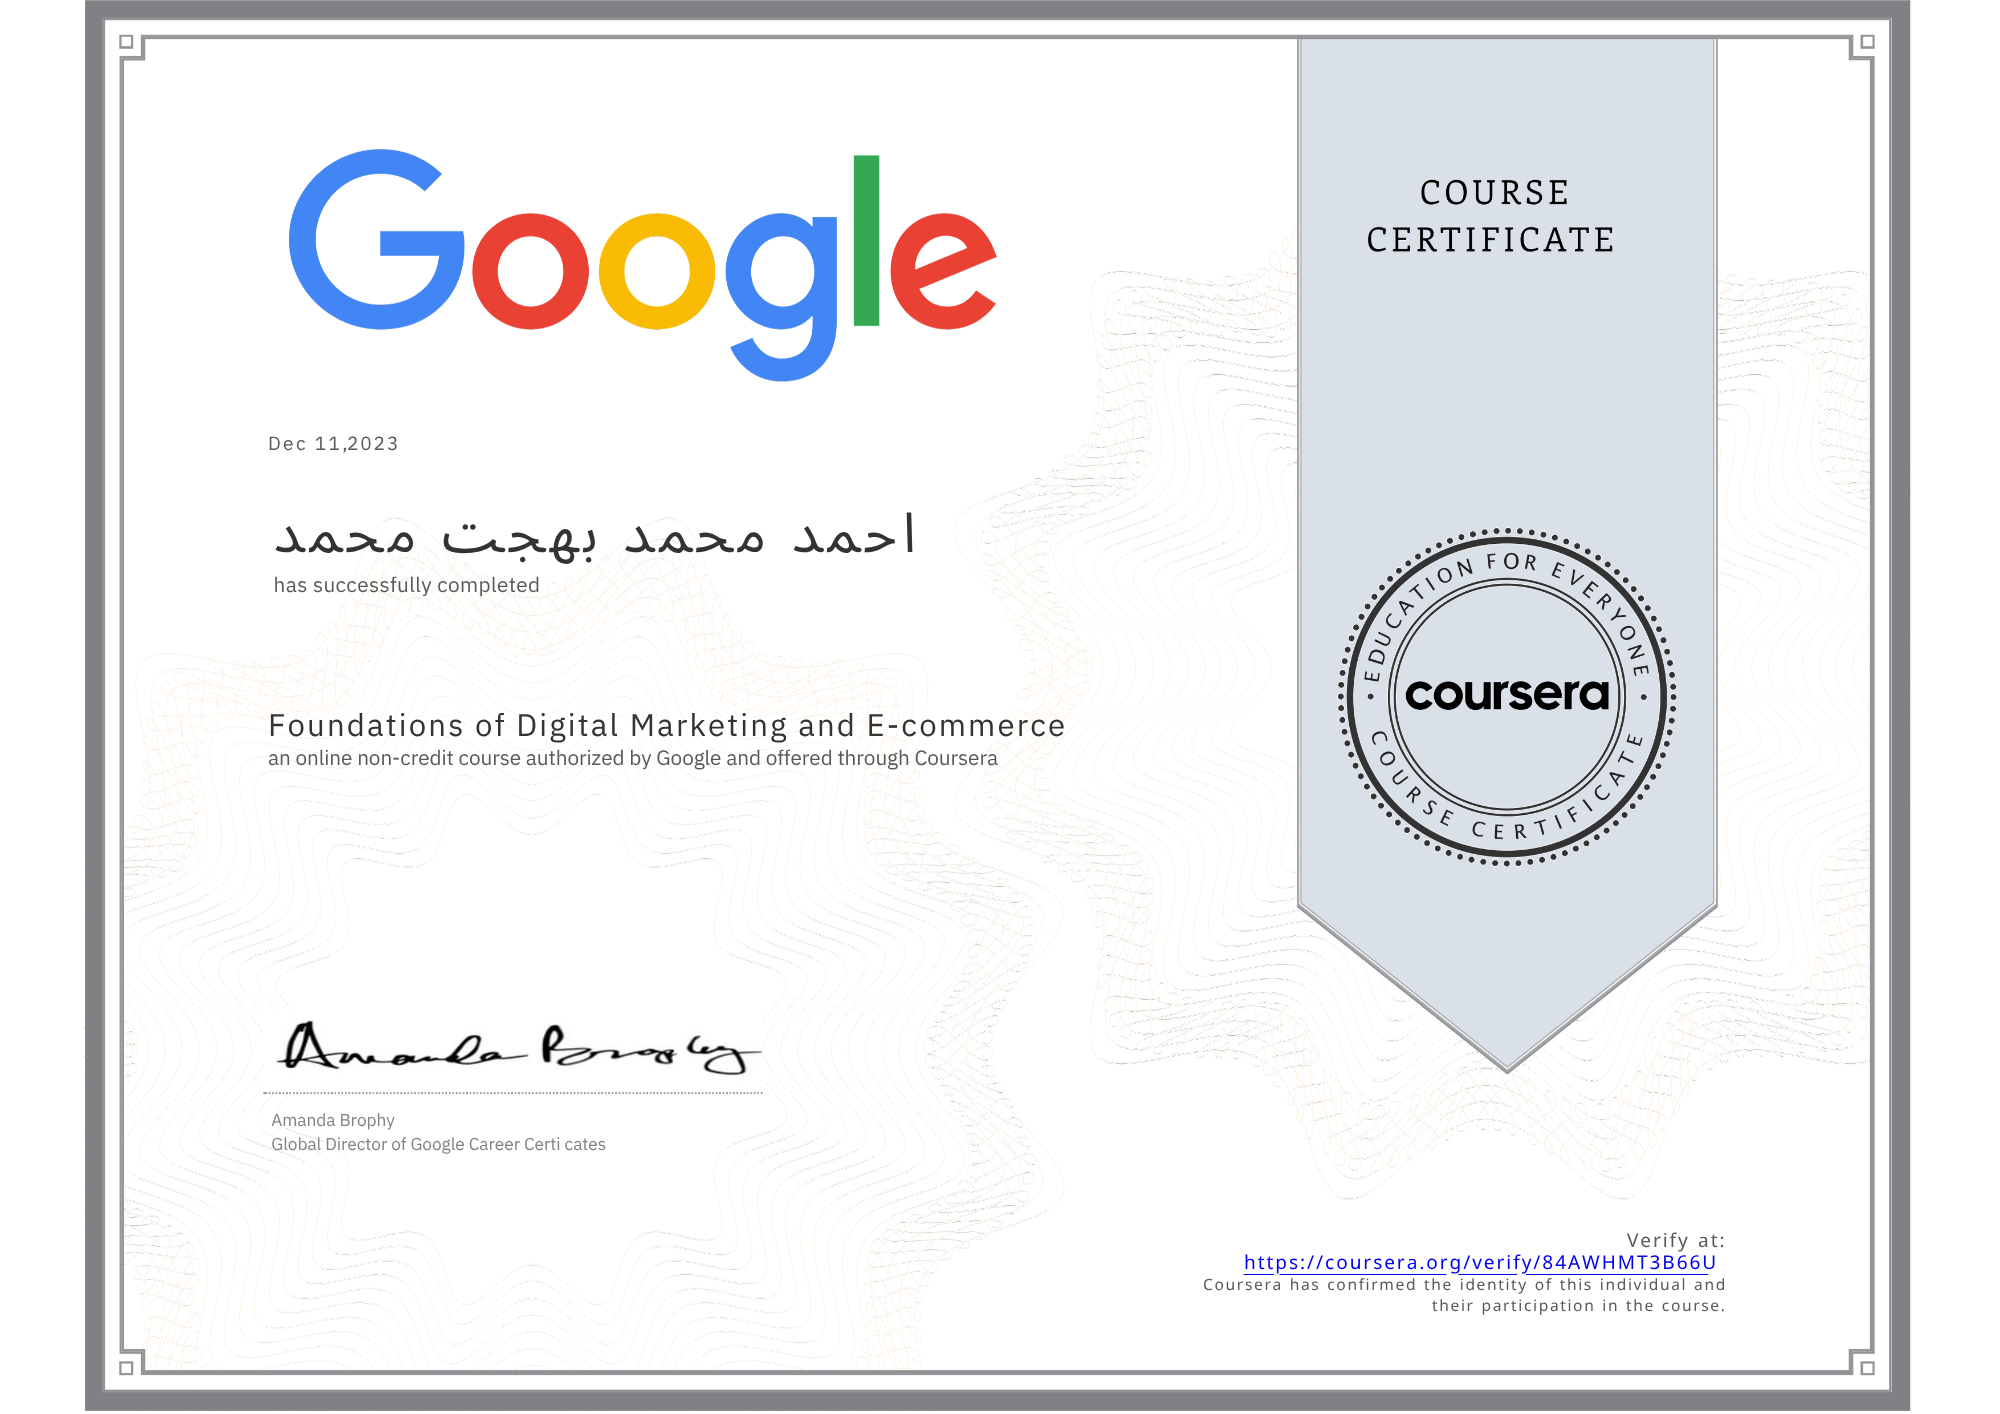 Google
COURSE
CERTIFICATE
Dec 11,2023
احمد محمد بهجت محمد
has successfully completed
Foundations of Digital Marketing and E-commerce
an online non-credit course authorized by Google and offered through Coursera
EDUCATION FOR EVERYONE
coursera
COURSE CERTIFICATE
Amanda Brophy
Amanda Brophy
Global Director of Google Career Certi cates
Verify at:
https://coursera.org/verify/84AWHMT3B66U
Coursera has confirmed the identity of this individual and
their participation in the course.